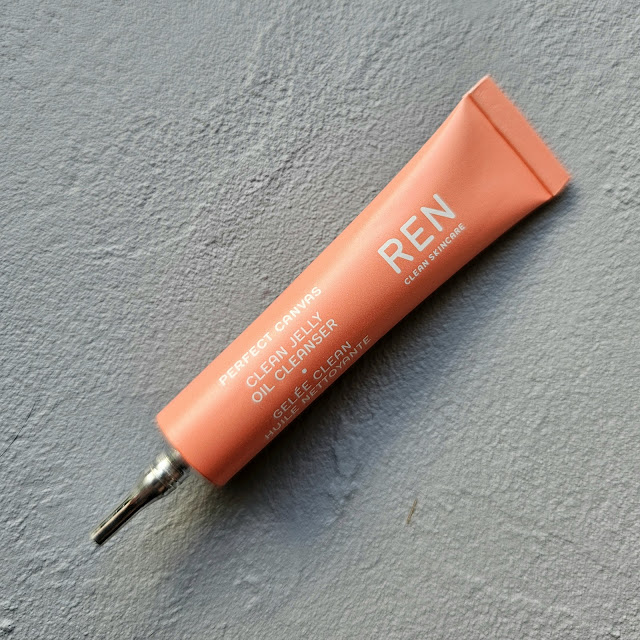 REN
CLEAN SKINCARE
PERFECT CANVAS
CLEAN JELLY
OIL CLEANSER
•
GELÉE CLEAN
HUILE NETTOYANTE